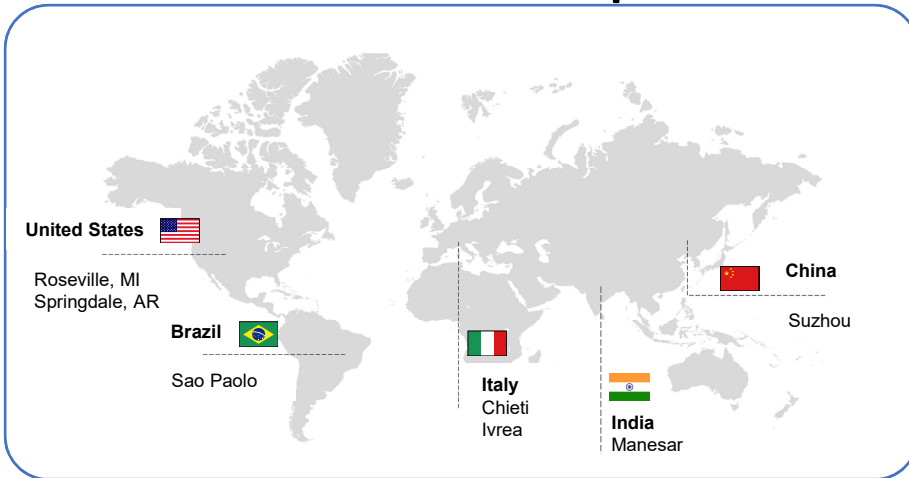 United States
Roseville, MI
Springdale, AR
Brazil
Sao Paolo
Italy
Chieti
Ivrea
India
Manesar
China
Suzhou